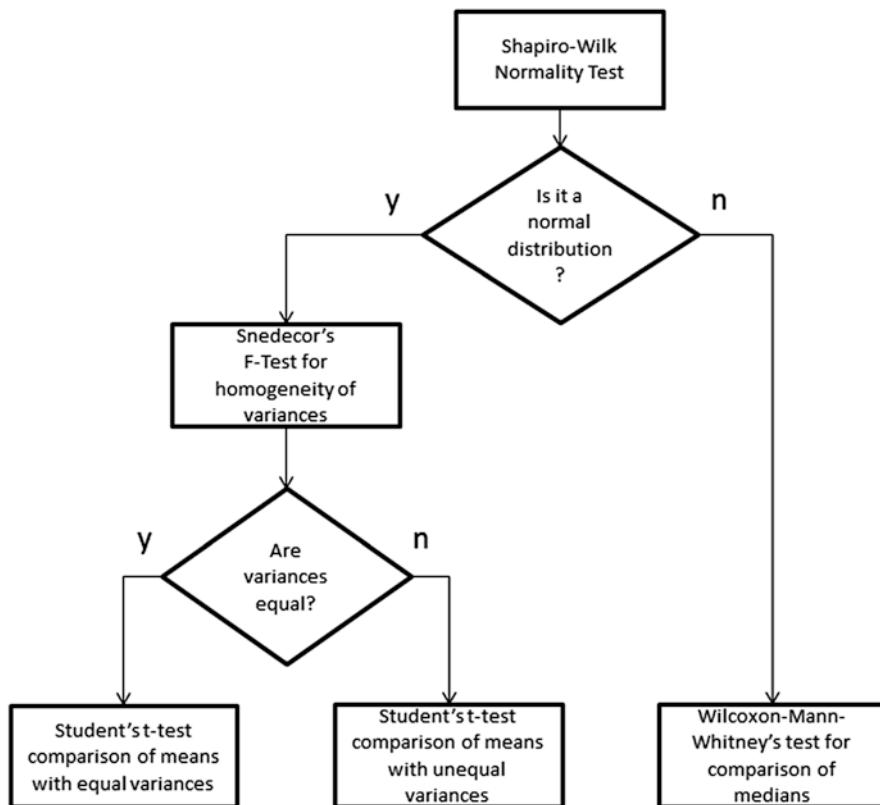 Shapiro-Wilk
Normality Test
y
Is it a
normal
distribution
?
n
Snedecor's
F-Test for
homogeneity of
variances
y
Are
variances
equal?
n
Student's t-test
comparison of means
with equal variances
Student's t-test
comparison of means
with unequal
variances
Wilcoxon-Mann-
Whitney's test for
comparison of
medians